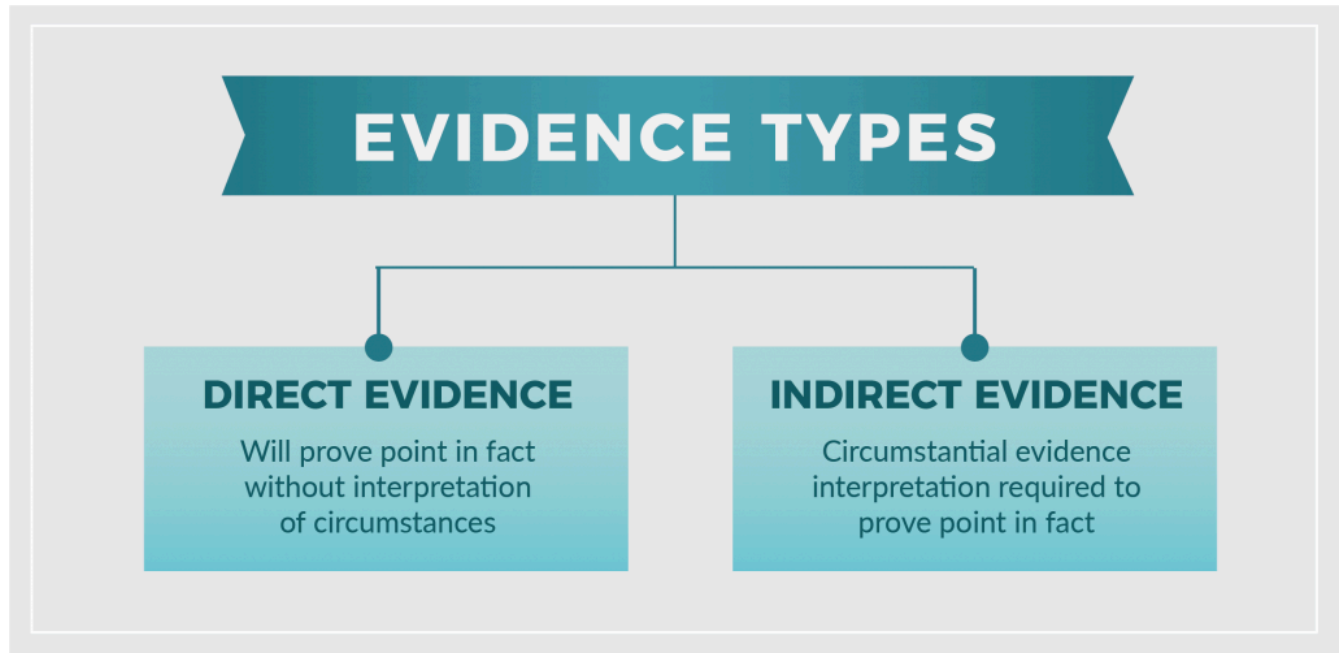 EVIDENCE TYPES
DIRECT EVIDENCE
Will prove point in fact
without interpretation
of circumstances
INDIRECT EVIDENCE
Circumstantial evidence
interpretation required to
prove point in fact